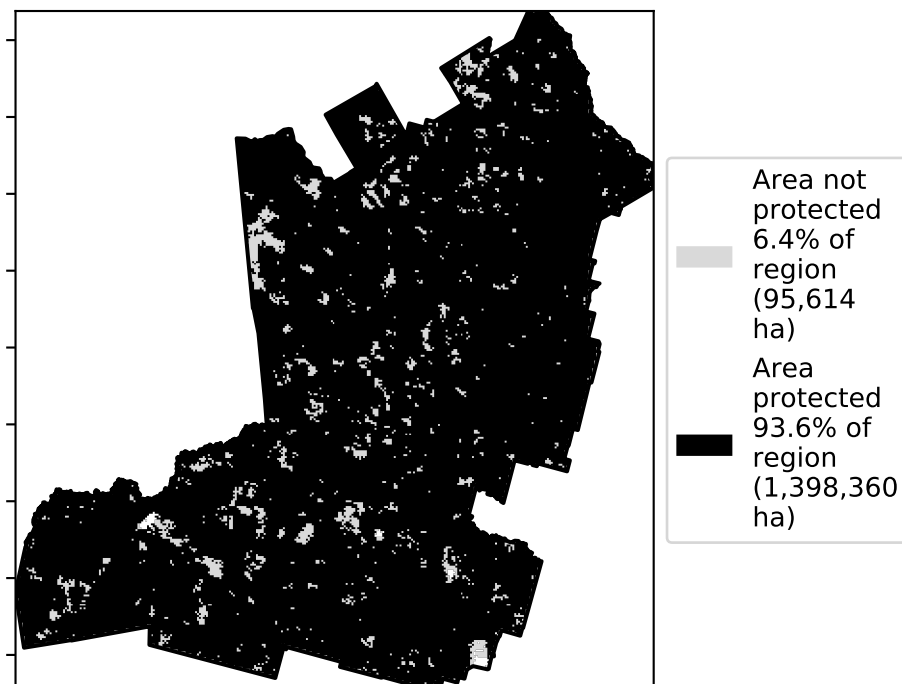 Area not
protected
6.4% of
region
(95,614
ha)
Area
protected
93.6% of
region
(1,398,360
ha)